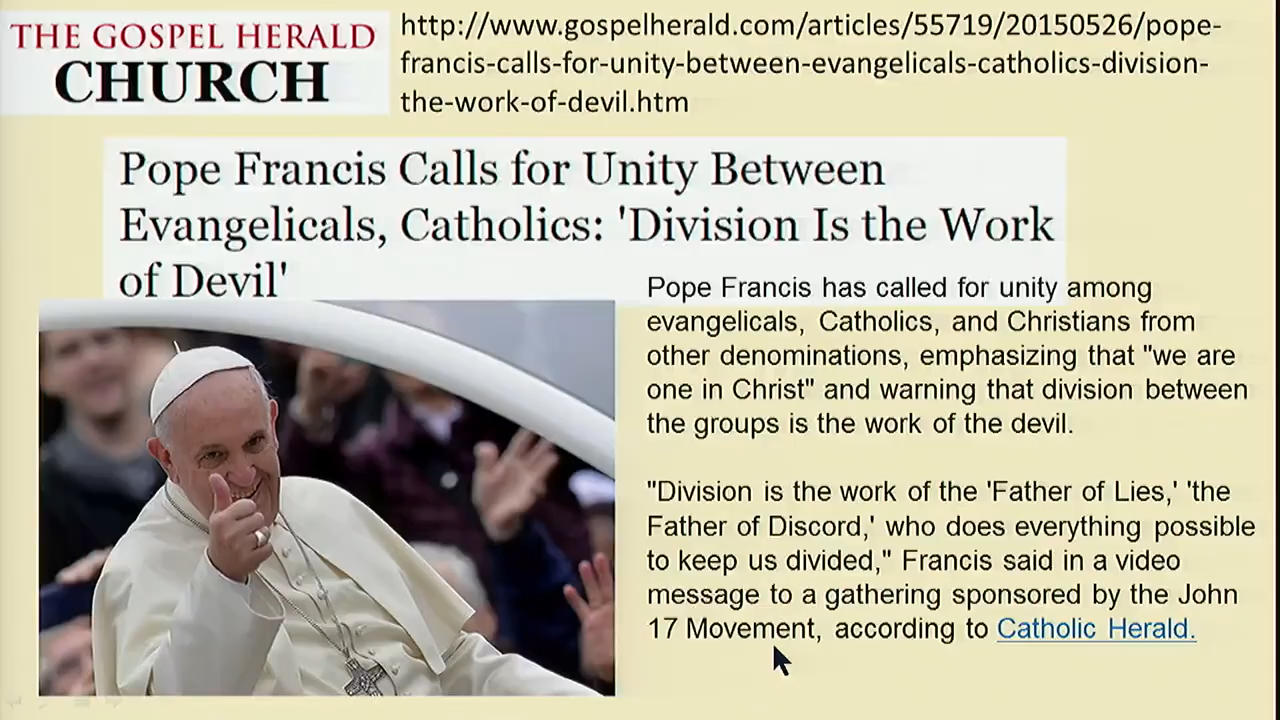 THE GOSPEL HERALD
CHURCH
http://www.gospelherald.com/articles/55719/20150526/pope-
francis-calls-for-unity-between-evangelicals-catholics-division-
the-work-of-devil.htm
Pope Francis Calls for Unity Between
Evangelicals, Catholics: 'Division Is the Work
of Devil'
Pope Francis has called for unity among
evangelicals, Catholics, and Christians from
other denominations, emphasizing that "we are
one in Christ" and warning that division between
the groups is the work of the devil.
"Division is the work of the 'Father of Lies,' 'the
Father of Discord,' who does everything possible
to keep us divided," Francis said in a video
message to a gathering sponsored by the John
17 Movement, according to Catholic Herald.